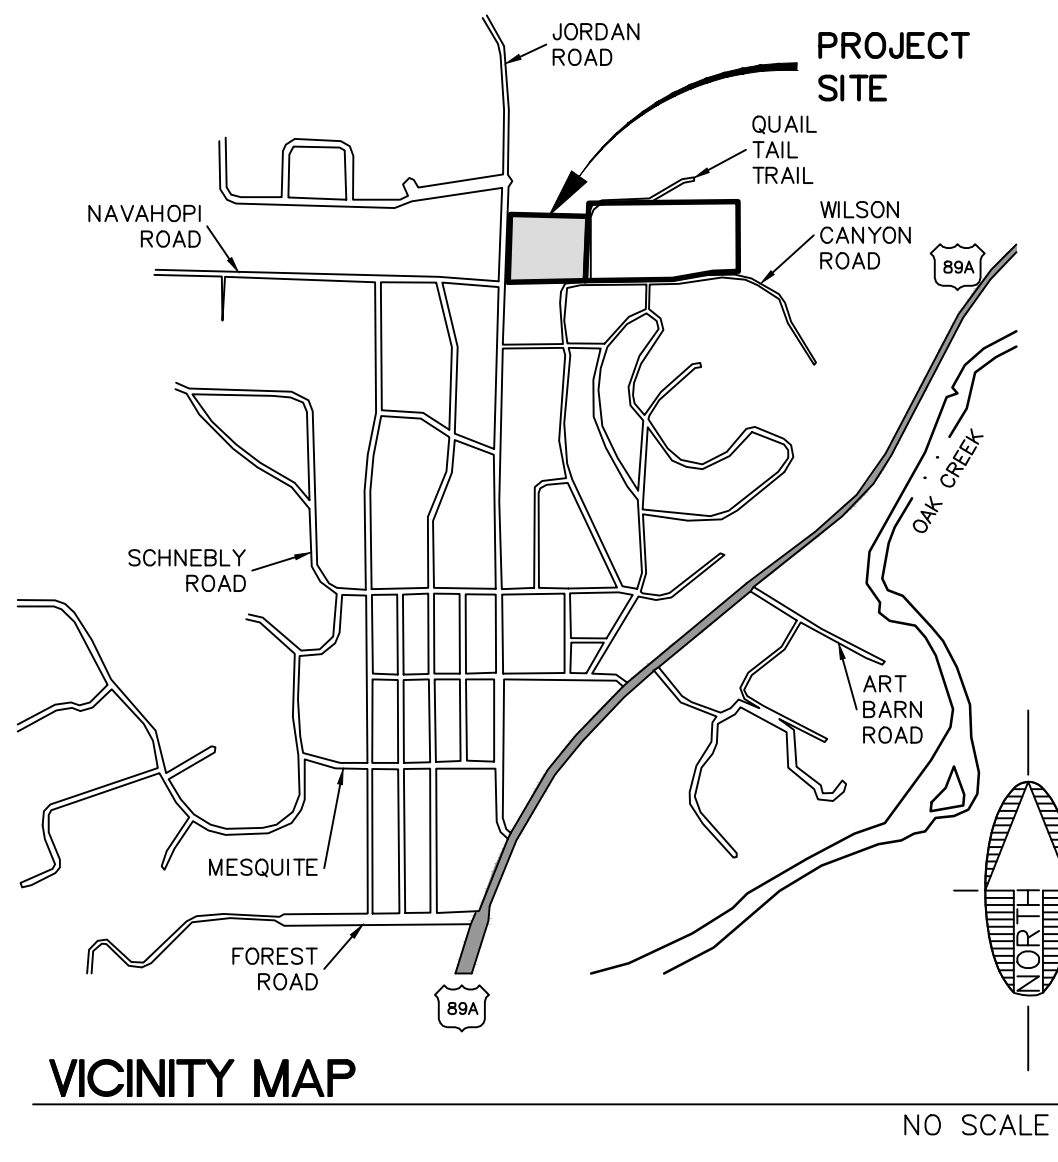 JORDAN
ROAD
PROJECT
SITE
QUAIL
TAIL
TRAIL
NAVAHOPI
ROAD
WILSON
CANYON
ROAD
89A
OAK CREEK
SCHNEBLY
ROAD
ART
BARN
ROAD
MESQUITE
NORTH
FOREST
ROAD
89A
VICINITY MAP
NO SCALE